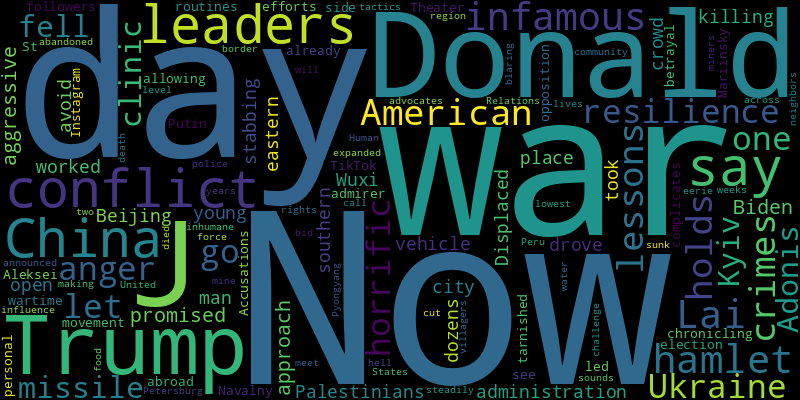 followers
routines
efforts
side
tactics
Theater
infamous
killing
fell
leaders
region
St
abandoned
border
already
day
Donald
crowd
betrayal
miners
Mariinsky
aggressive
avoid
Instagram
clinic
allowing
level
will
blaring
opposition
community
stabbing
eastern
advocates
Relations
American
lives
across
resilience
neighbors
worked
death
Putin
police
Human
expanded
TikTok
War
place
took
lessons
one
say
conflict
years
Wuxi
admirer
call
lowest
Displaced
complicates
eerie
weeks
holds
Kyiv
Biden
crimes
Adonis
China
two
Beijing
young
rights
inhumane
force
died
bid
southern
Pyongyang
horrific
vehicle
Peru
drove
sunk
announced
Aleksei
making
United
J
go
anger
mine
Accusations
Now
city
water
open
wartime
let
man
influence
movement
promised
Trump
food
approach
meet
hell
cut
dozens
villagers
tarnished
challenge
Lai
chronicling
election
personal
missile
abroad
Petersburg
Navalny
Palestinians
States
steadily
administration
see
led
sounds
hamlet
Ukraine